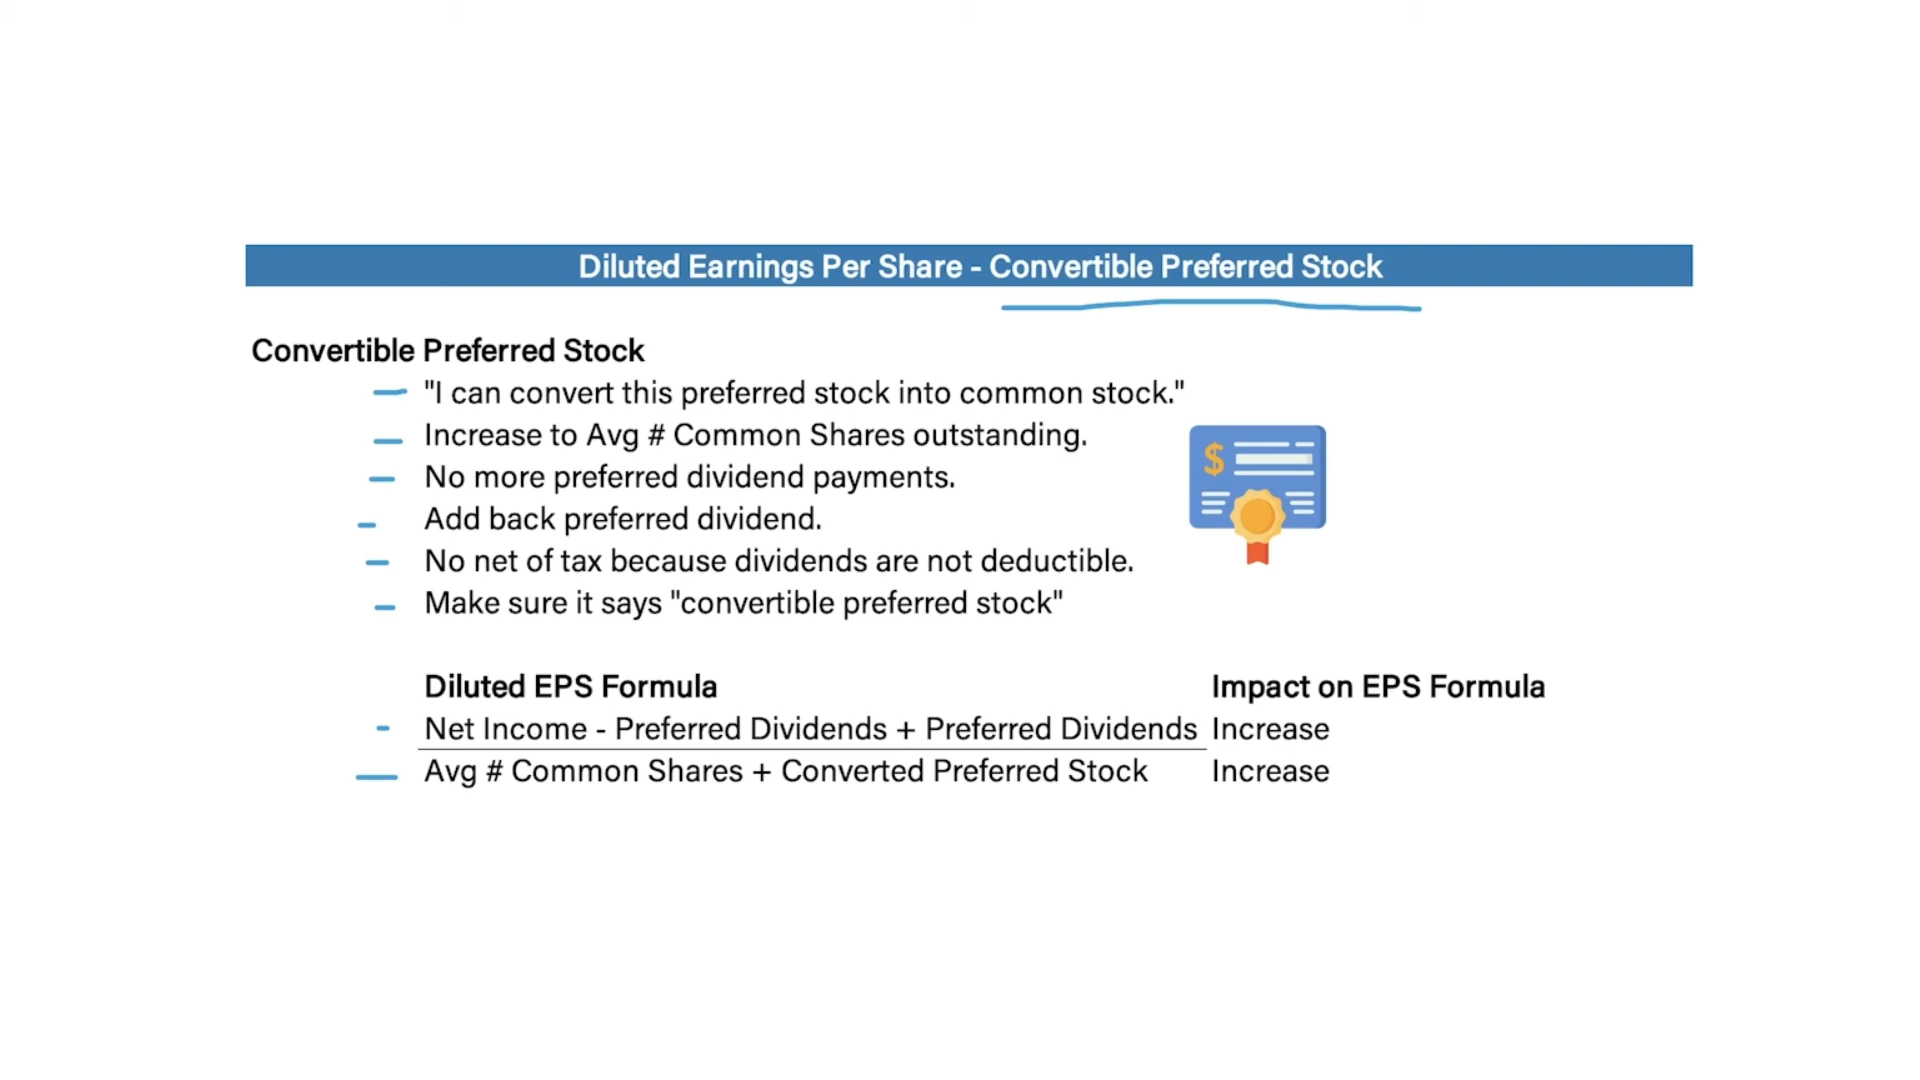 Diluted Earnings Per Share - Convertible Preferred Stock
Convertible Preferred Stock
"I can convert this preferred stock into common stock."
Increase to Avg # Common Shares outstanding.
No more preferred dividend payments.
Add back preferred dividend.
No net of tax because dividends are not deductible.
Make sure it says "convertible preferred stock"
$
Diluted EPS Formula Impact on EPS Formula
Net Income - Preferred Dividends + Preferred Dividends Increase
Avg # Common Shares + Converted Preferred Stock Increase